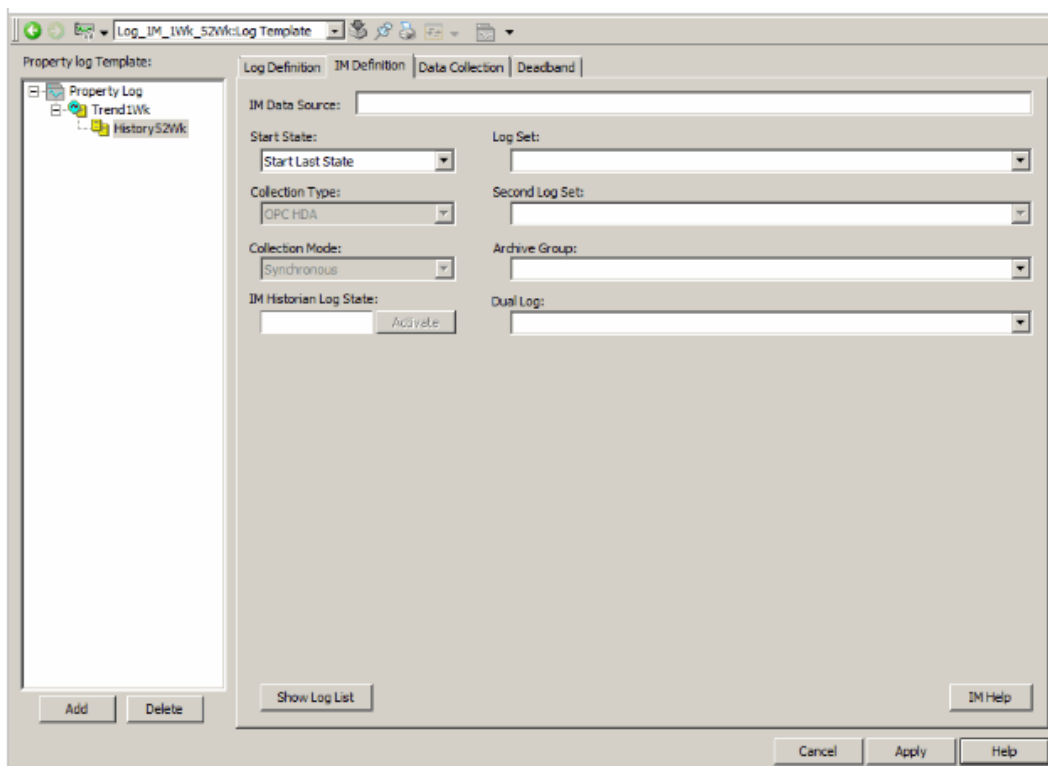 Log_IM_1Wk_52Wk:Log Template
Property log Template:
Property Log
Trend1Wk
History52Wk
Add
Delete
Log Definition
IM Definition
Data Collection
Deadband
IM Data Source:
Start State:
Log Set:
Start Last State
Collection Type:
Second Log Set:
OPC HDA
Collection Mode:
Archive Group:
Synchronous
IM Historian Log State:
Dual Log:
Activate
Show Log List
IM Help
Cancel
Apply
Help